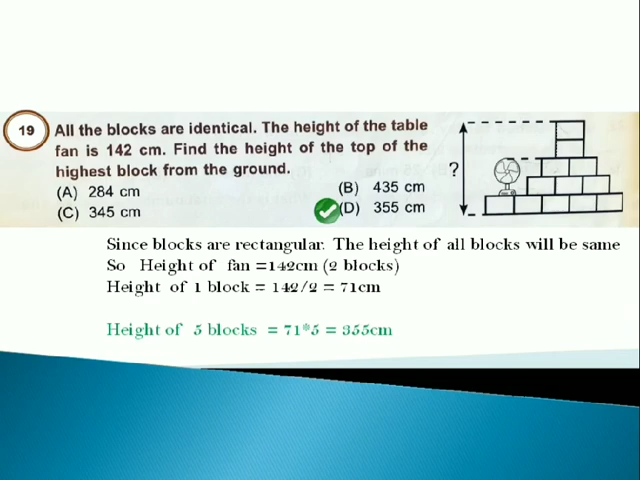 19
All the blocks are identical. The height of the table
fan is 142 cm. Find the height of the top of the
highest block from the ground.
(A) 284 cm
(B) 435 cm
(C) 345 cm
(D) 355 cm
?
Since blocks are rectangular. The height of all blocks will be same
So Height of fan =142cm (2 blocks)
Height of 1 block = 142/2 = 71cm
Height of 5 blocks = 71*5 = 355cm